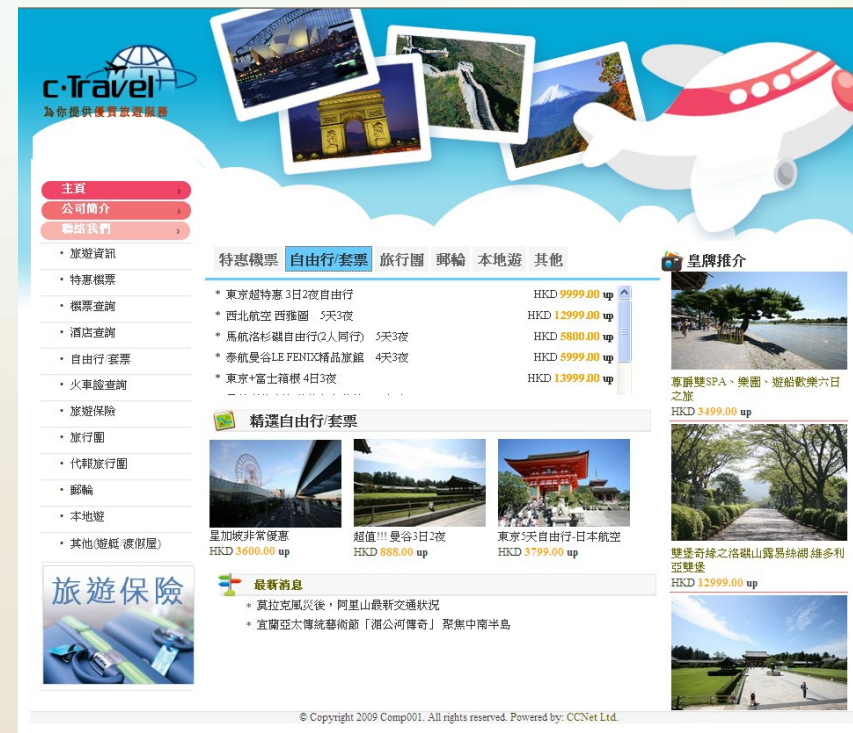 c·Travel
為你提供優質旅遊服務
主頁
公司簡介
聯絡我們
・ 旅遊資訊
・ 特惠機票
・ 機票查詢
・ 酒店查詢
・ 自由行/套票
・ 火車證查詢
・ 旅遊保險
・ 旅行團
・ 代報旅行團
・ 郵輪
・ 本地遊
・ 其他(遊艇/渡假屋)
旅遊保險
特惠機票 自由行/套票 旅行團 郵輪 本地遊 其他
* 東京超特惠 3日2夜自由行 HKD 9999.00 up
* 西北航空 西雅圖 5天3夜 HKD 12999.00 up
* 馬航洛杉磯自由行(2人同行) 5天3夜 HKD 5800.00 up
* 泰航曼谷LE FENIX精品旅館 4天3夜 HKD 5999.00 up
* 東京+富士箱根 4日3夜 HKD 13999.00 up
精選自由行/套票
星加坡非常優惠
HKD 3600.00 up
超值!!! 曼谷3日2夜
HKD 888.00 up
東京5天自由行-日本航空
HKD 3799.00 up
最新消息
* 莫拉克風災後，阿里山最新交通狀況
* 宜蘭亞太傳統藝術節「湄公河傳奇」 聚焦中南半島
皇牌推介
尊爵雙SPA、樂園、遊船歡樂六日
之旅
HKD 3499.00 up
雙堡奇緣之洛磯山露易絲湖.維多利
亞雙堡
HKD 12999.00 up
© Copyright 2009 Comp001. All rights reserved. Powered by: CCNet Ltd.